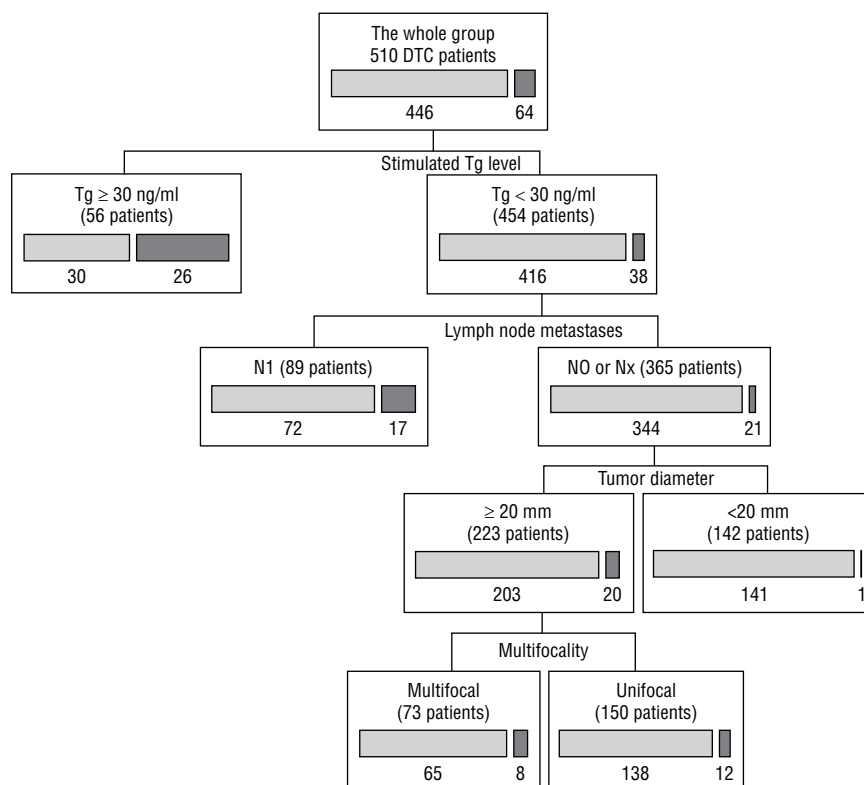 The whole group
510 DTC patients
446 64
Stimulated Tg level
Tg ≥ 30 ng/ml
(56 patients)
30 26
Tg < 30 ng/ml
(454 patients)
416 38
Lymph node metastases
N1 (89 patients)
72 17
NO or Nx (365 patients)
344 21
Tumor diameter
≥ 20 mm
(223 patients)
203 20
<20 mm
(142 patients)
141 1
Multifocality
Multifocal
(73 patients)
65 8
Unifocal
(150 patients)
138 12